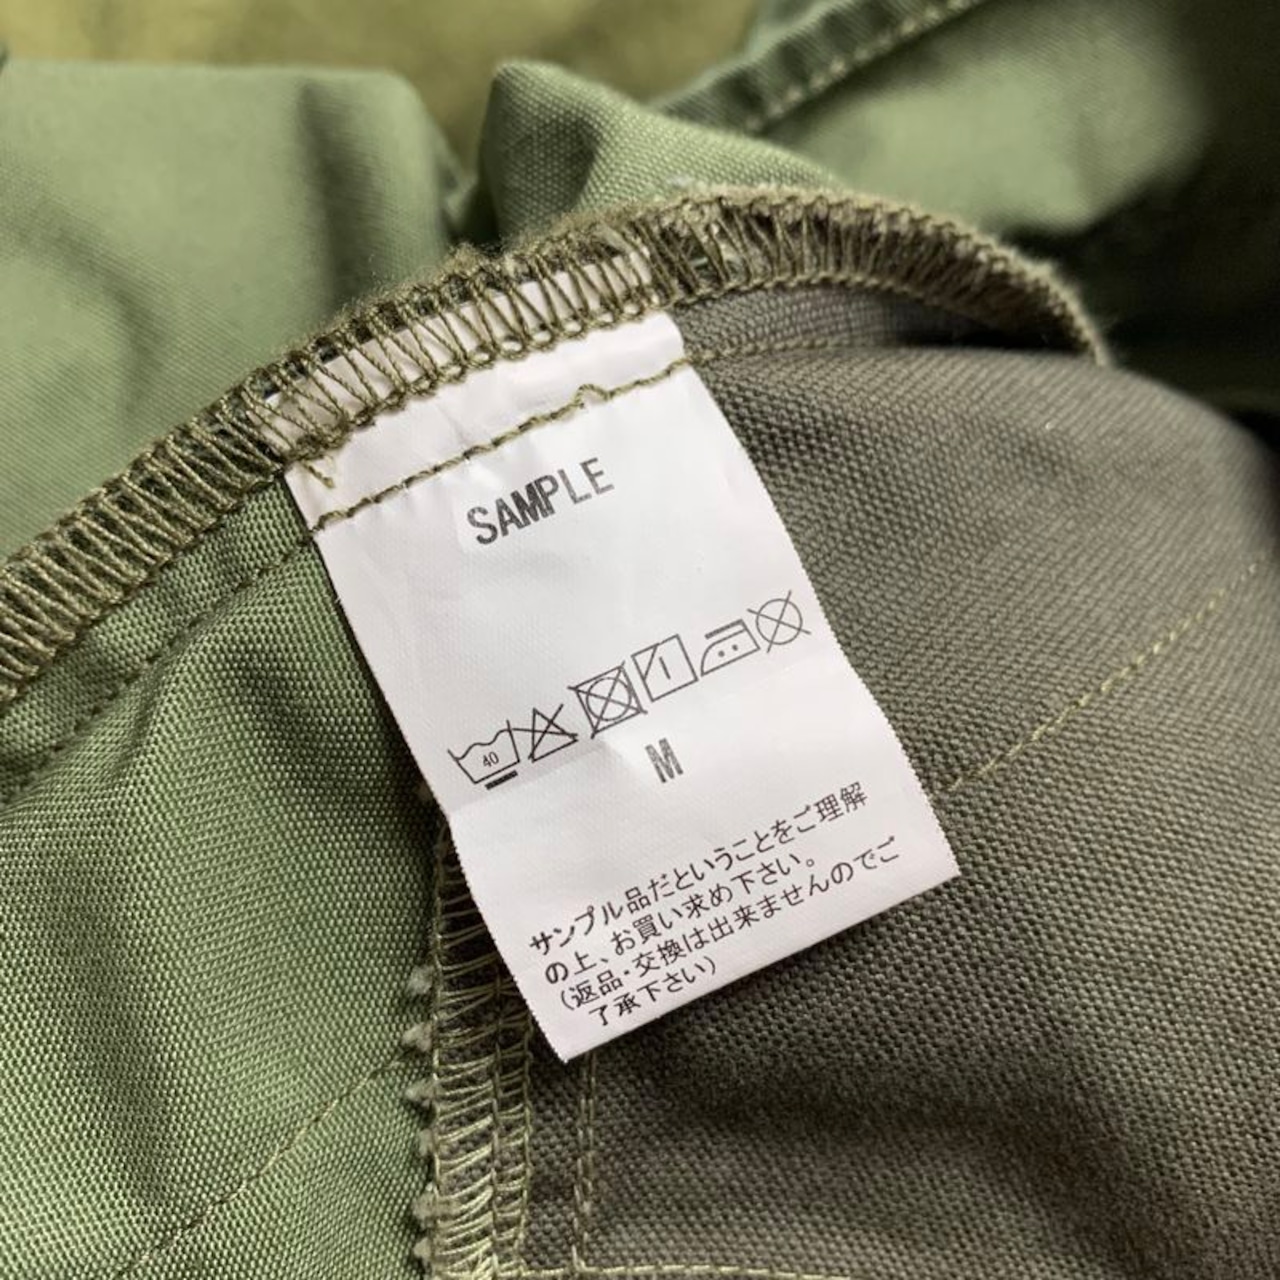 SAMPLE
40
M
サンプル品だということをご理解
の上、お買い求め下さい。
(返品・交換は出来ませんのでご
了承下さい)